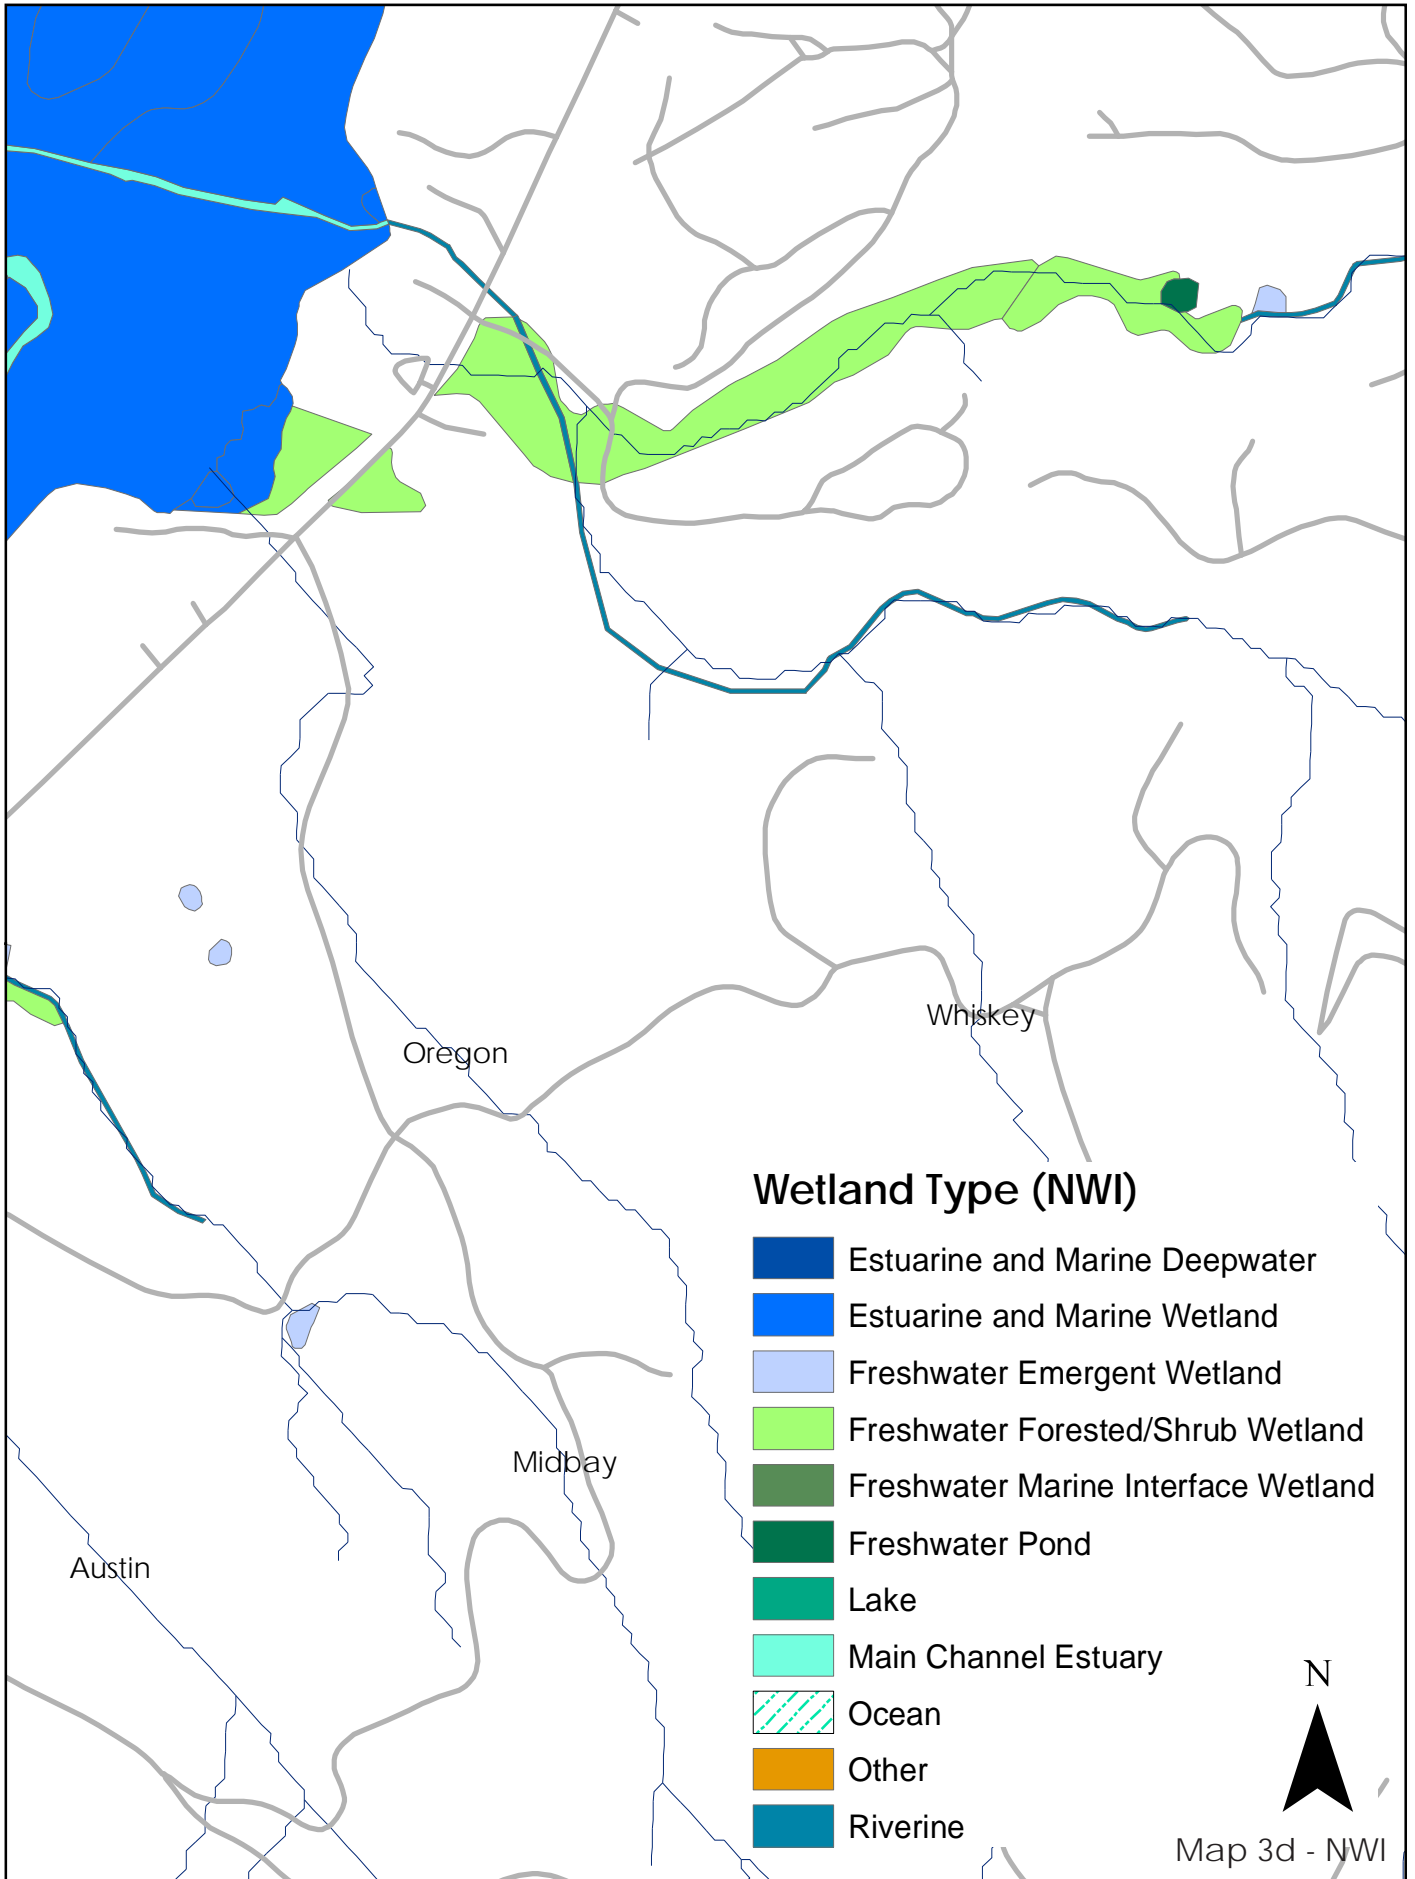 Whiskey
Oregon
Midbay
Austin
Wetland Type (NWI)
Estuarine and Marine Deepwater
Estuarine and Marine Wetland
Freshwater Emergent Wetland
Freshwater Forested/Shrub Wetland
Freshwater Marine Interface Wetland
Freshwater Pond
Lake
Main Channel Estuary
Ocean
Other
Riverine
N
Map 3d - NWI